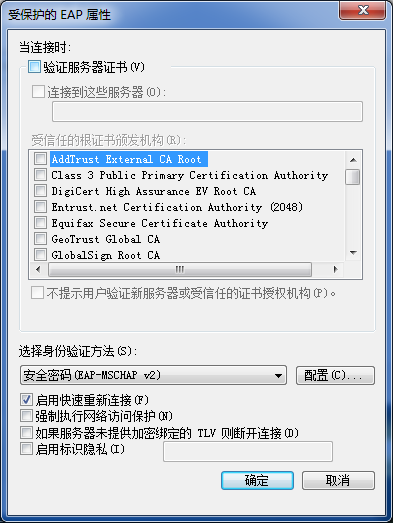 受保护的 EAP 属性
当连接时:
验证服务器证书(V)
连接到这些服务器(O):
受信任的根证书颁发机构(R):
AddTrust External CA Root
Class 3 Public Primary Certification Authority
DigiCert High Assurance EV Root CA
Entrust.net Certification Authority (2048)
Equifax Secure Certificate Authority
GeoTrust Global CA
GlobalSign Root CA
不提示用户验证新服务器或受信任的证书授权机构(P)。
选择身份验证方法(S):
安全密码(EAP-MSCHAP v2) 配置(C)...
启用快速重新连接(F)
强制执行网络访问保护(N)
如果服务器未提供加密绑定的 TLV 则断开连接(D)
启用标识隐私(I)
确定 取消